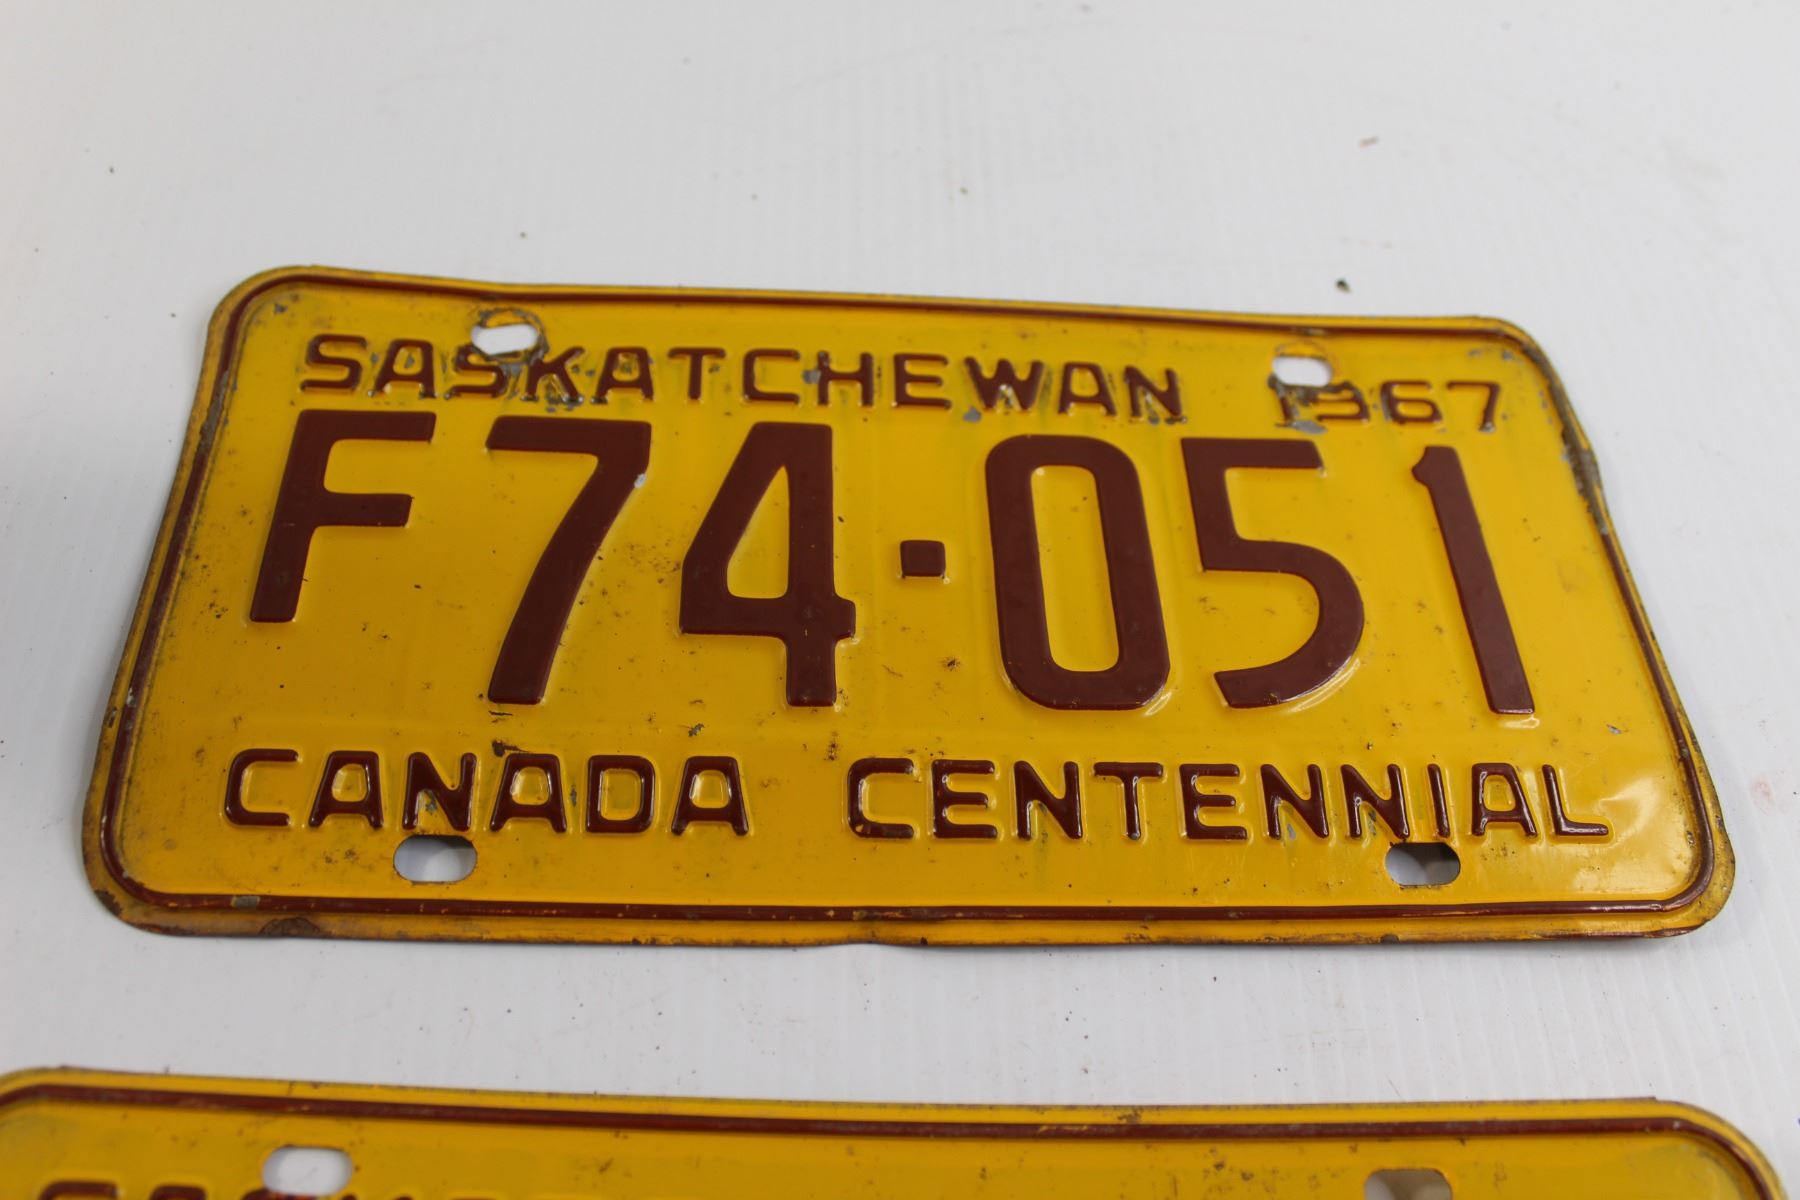 SASKATCHEWAN 1967
F74·051
CANADA CENTENNIAL